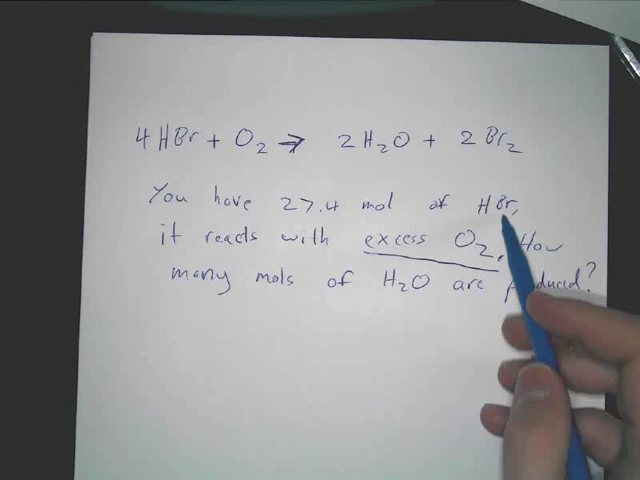 4HBr + O₂ → 2H₂O + 2Br₂
You have 27.4 mol of HBr,
it reacts with excess O₂. How
many mols of H₂O are produced?